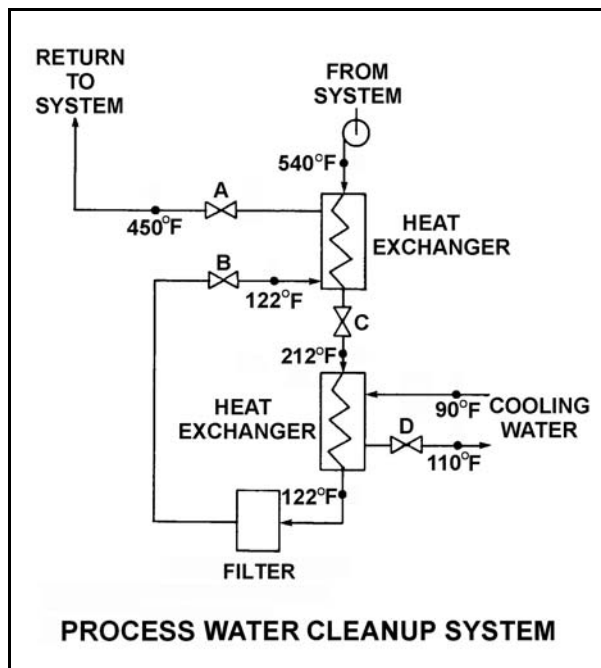 RETURN
TO
SYSTEM
FROM
SYSTEM
540°F
A
450°F
HEAT
EXCHANGER
B
122°F
C
212°F
HEAT
EXCHANGER
90°F
COOLING
WATER
D
110°F
122°F
FILTER
PROCESS WATER CLEANUP SYSTEM